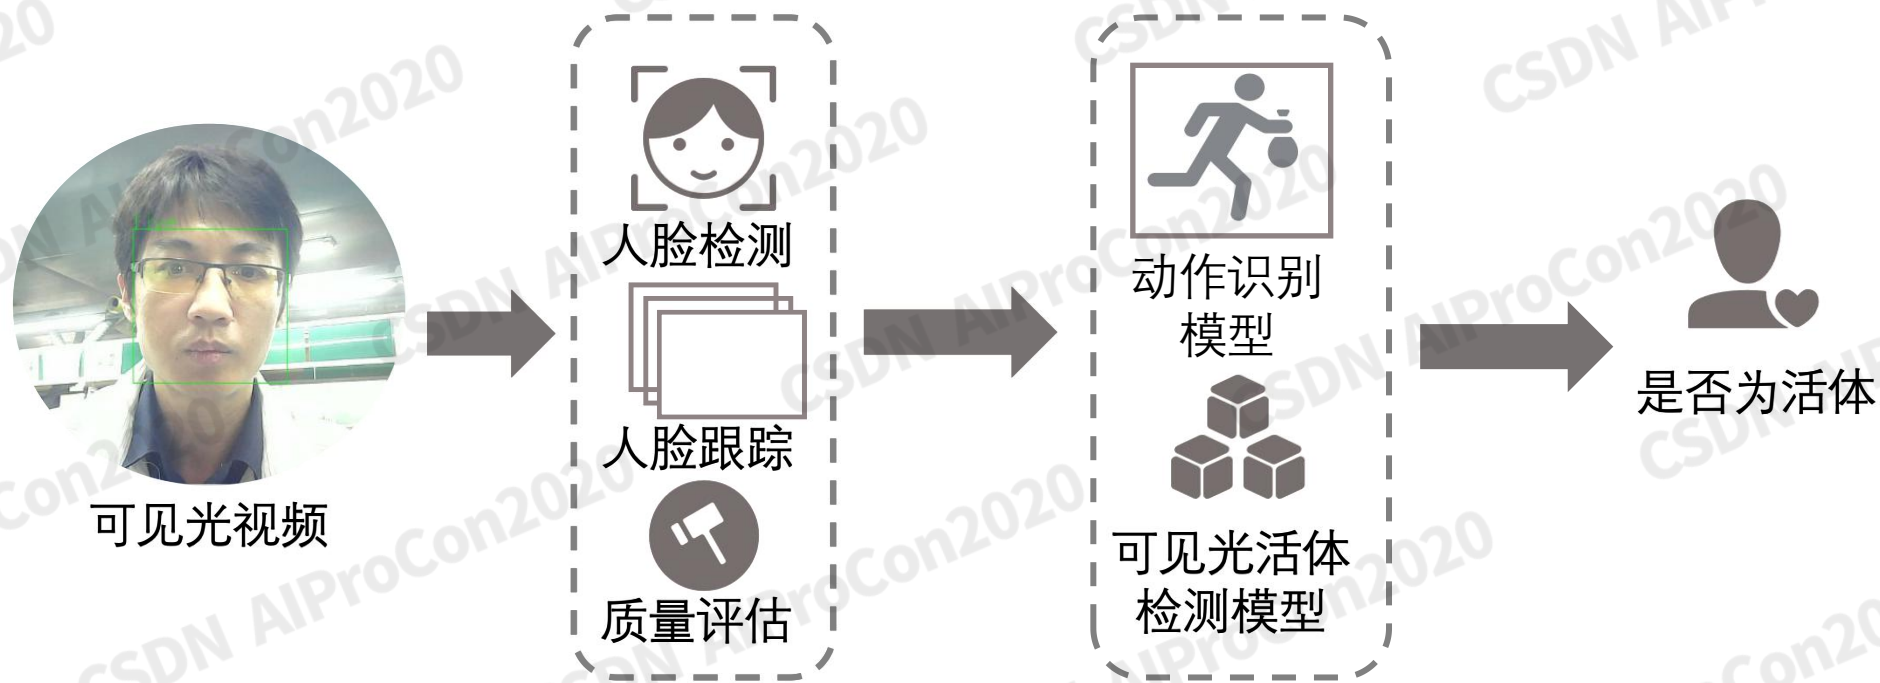 人脸检测
人脸跟踪
质量评估
动作识别
模型
可见光活体
检测模型
是否为活体
可见光视频
CSDN AIProCon2020